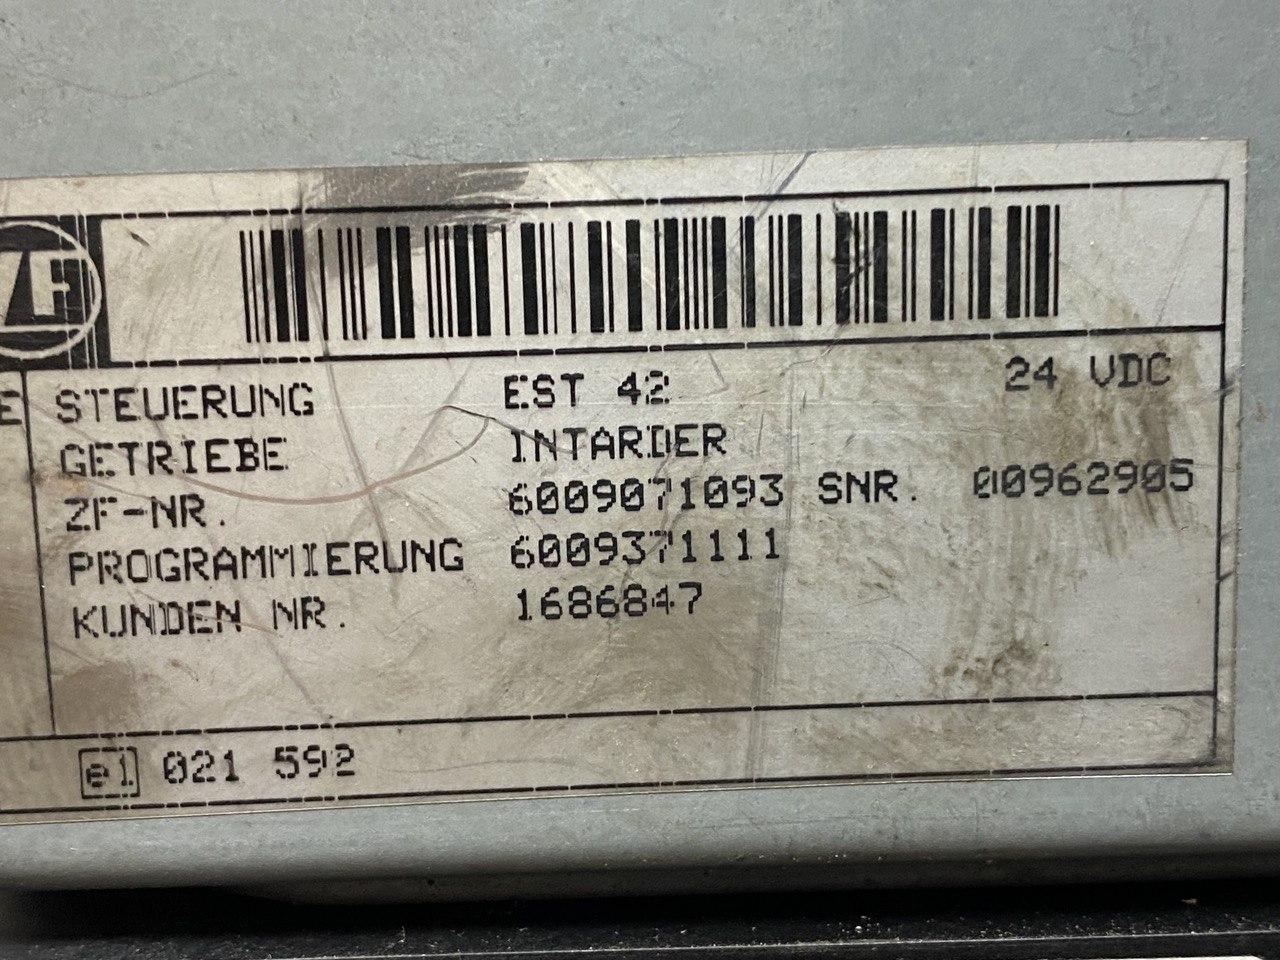 ZF
E STEUERUNG EST 42 24 VDC
GETRIEBE INTARDER
ZF-NR. 6009071093 SNR. 00962905
PROGRAMMIERUNG 6009371111
KUNDEN NR. 1686847
e1 021 592